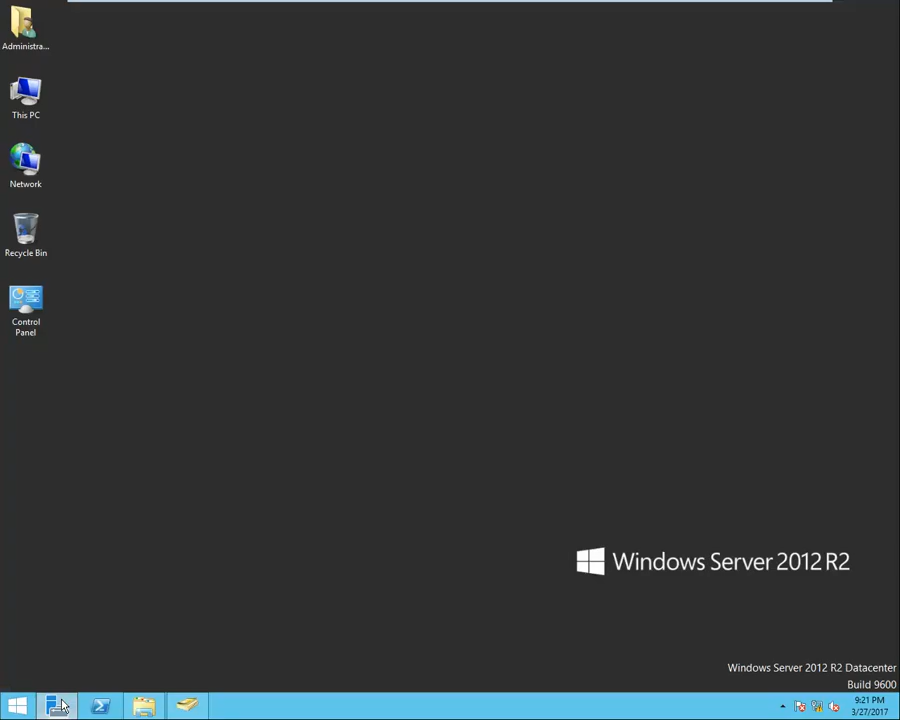 Administra...
This PC
Network
Recycle Bin
Control
Panel
Windows Server 2012 R2
Windows Server 2012 R2 Datacenter
Build 9600
9:21 PM
3/27/2017